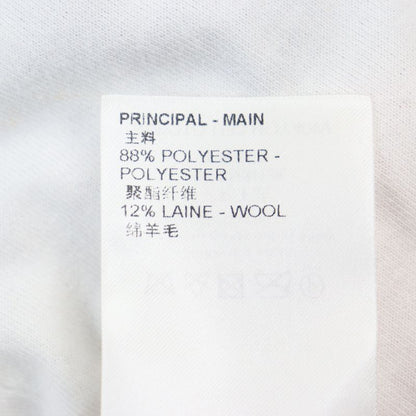 PRINCIPAL - MAIN
主料
88% POLYESTER -
POLYESTER
聚酯纤维
12% LAINE - WOOL
绵羊毛